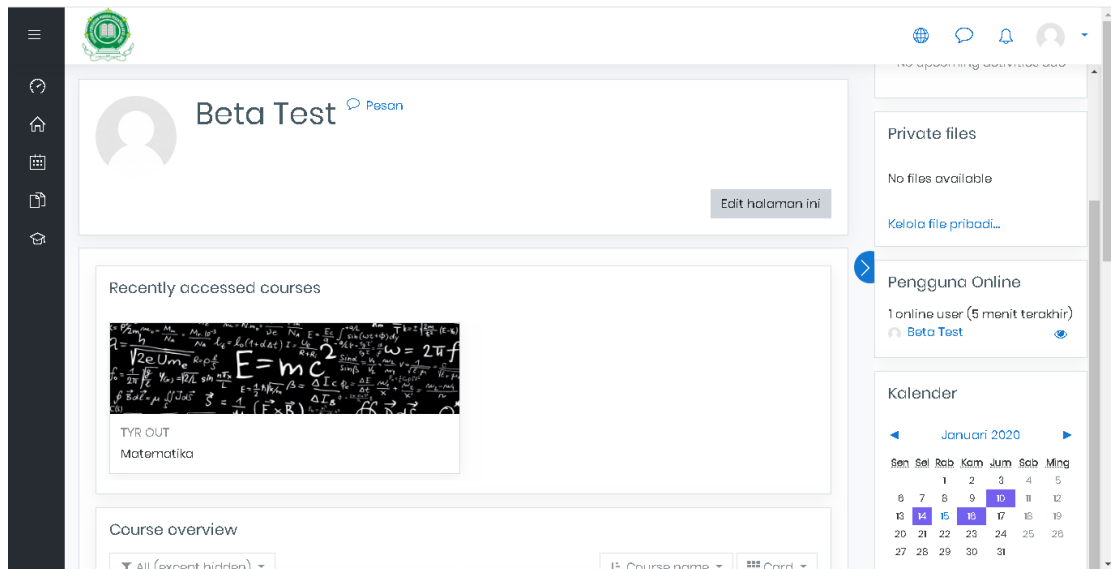 No upcoming activities due
Beta Test
Pesan
Edit halaman ini
Recently accessed courses
E = mc²
TYR OUT
Matematika
Course overview
All (except hidden)
Course name
Card
Private files
No files available
Kelola file pribadi...
Pengguna Online
1 online user (5 menit terakhir)
Beta Test
Kalender
◄ Januari 2020 ►
Sen Sel Rab Kam Jum Sab Ming
1 2 3 4 5
6 7 8 9 10 11 12
13 14 15 16 17 18 19
20 21 22 23 24 25 26
27 28 29 30 31